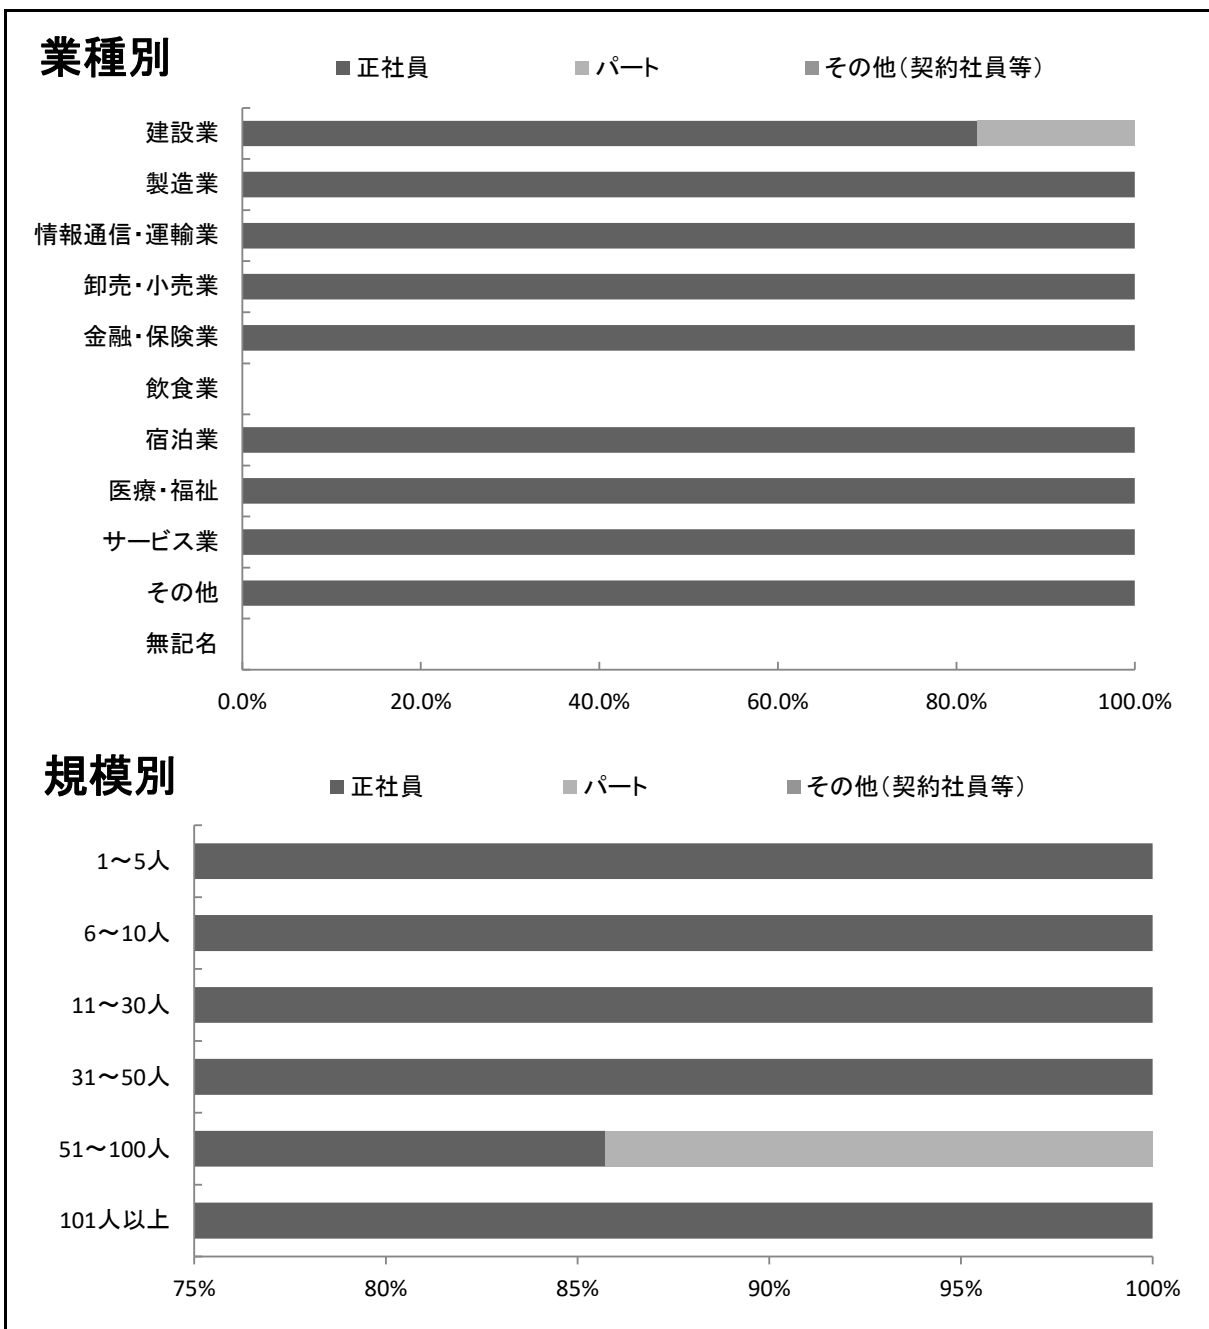 業種別
■正社員 ■パート ■その他（契約社員等）
建設業
製造業
情報通信・運輸業
卸売・小売業
金融・保険業
飲食業
宿泊業
医療・福祉
サービス業
その他
無記名
0.0% 20.0% 40.0% 60.0% 80.0% 100.0%
規模別
■正社員 ■パート ■その他（契約社員等）
1～5人
6～10人
11～30人
31～50人
51～100人
101人以上
75% 80% 85% 90% 95% 100%